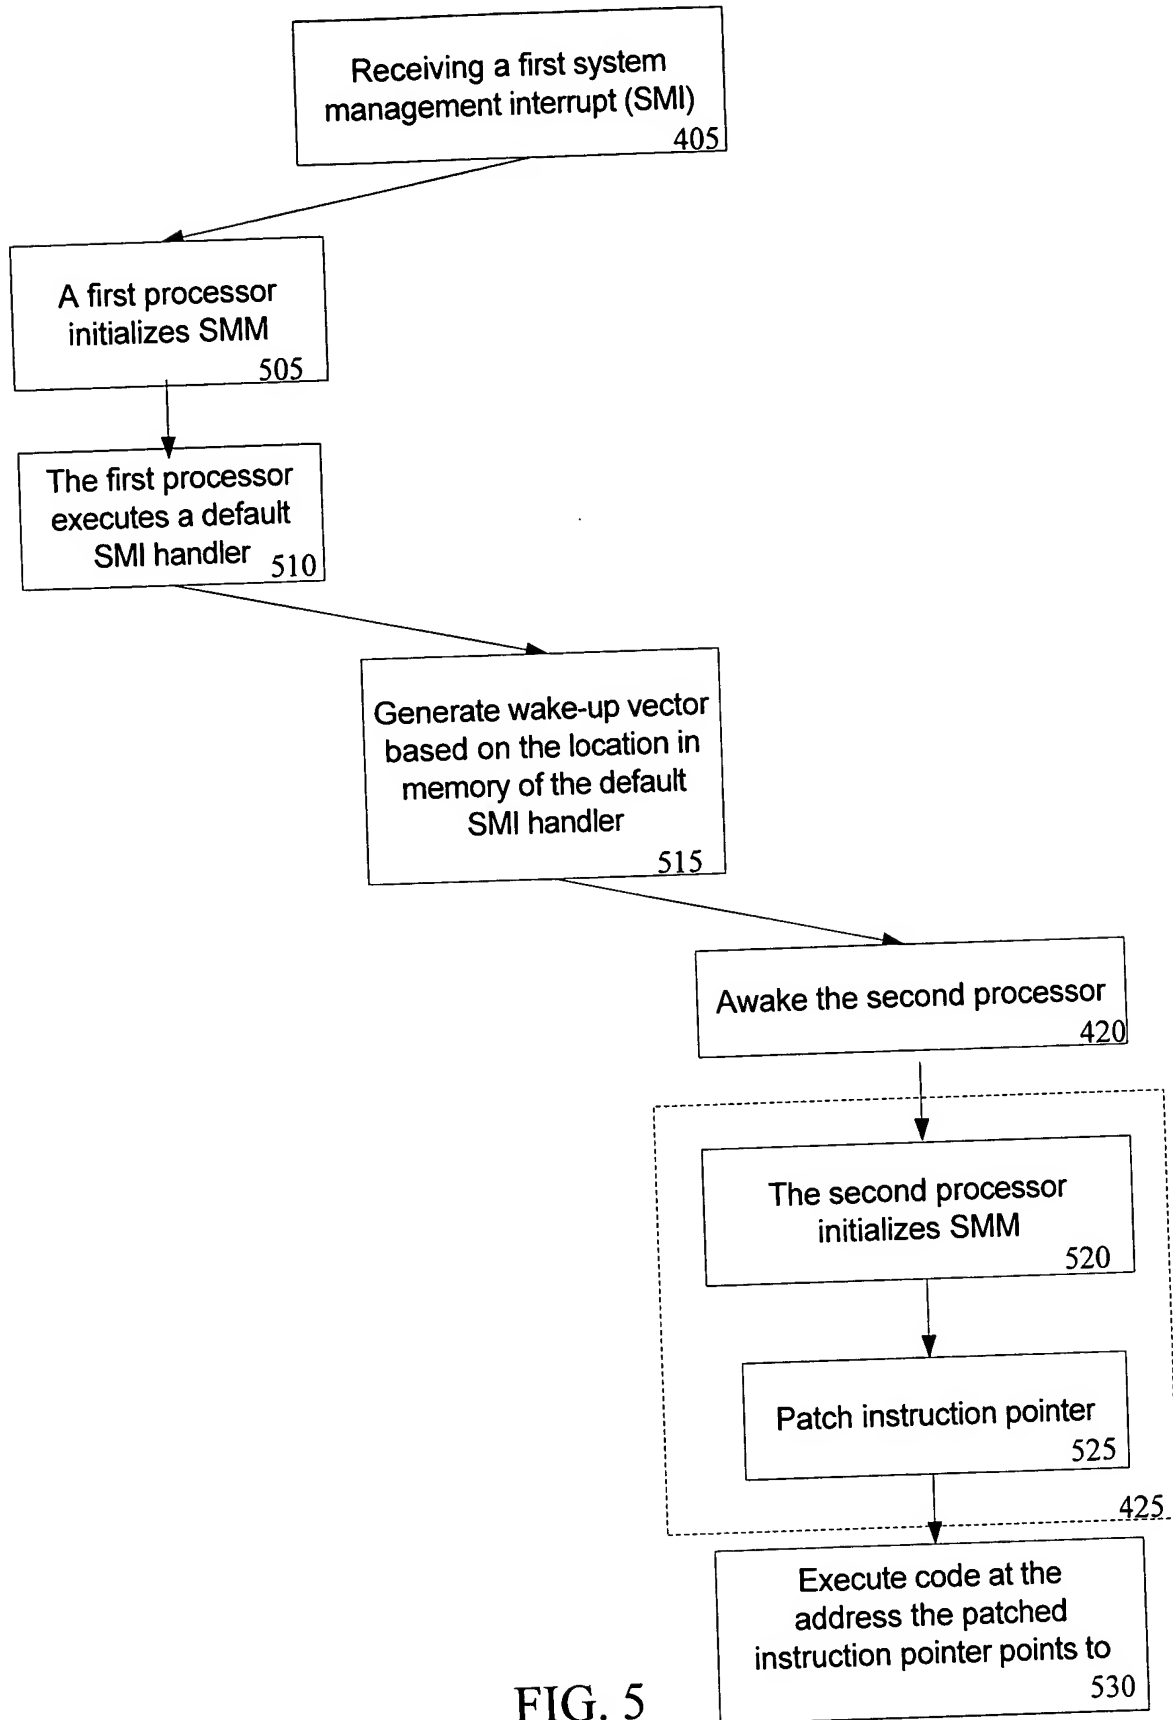 Receiving a first system
management interrupt (SMI)
405
A first processor
initializes SMM
505
The first processor
executes a default
SMI handler
510
Generate wake-up vector
based on the location in
memory of the default
SMI handler
515
Awake the second processor
420
The second processor
initializes SMM
520
Patch instruction pointer
525
425
Execute code at the
address the patched
instruction pointer points to
530
FIG. 5